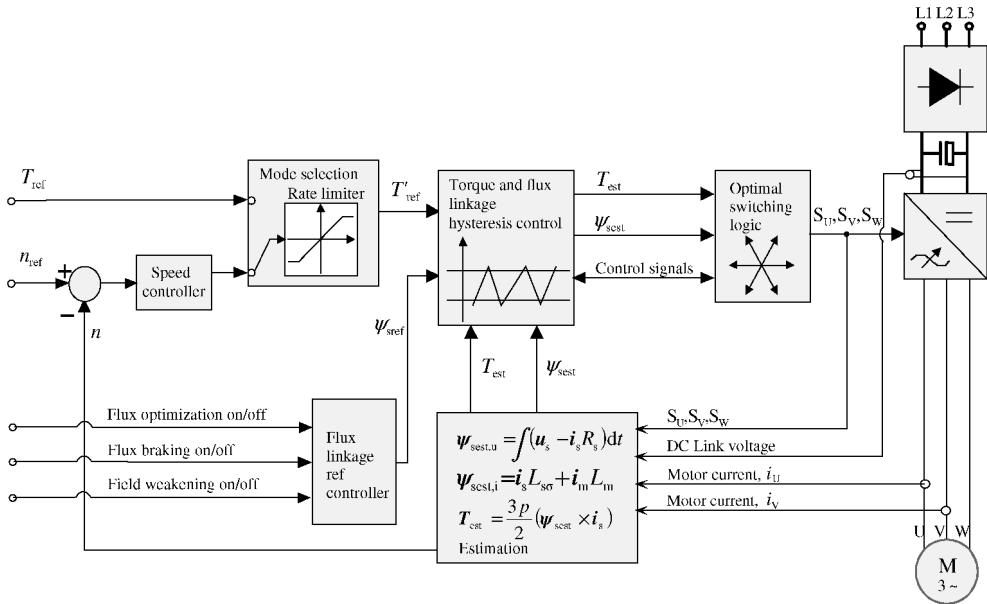 L1 L2 L3
T_ref
Mode selection
Rate limiter
T'_ref
Torque and flux
linkage
hysteresis control
T_est
Optimal
switching
logic
S_U,S_V,S_W
ψ_sest
Control signals
n_ref
+
−
Speed
controller
n
ψ_sref
T_est
ψ_sest
Flux optimization on/off
Flux braking on/off
Field weakening on/off
Flux
linkage
ref
controller
ψ_sest,u = ∫(u_s − i_s R_s)dt
ψ_sest,i = i_s L_sσ + i_m L_m
T_est = 3p/2 (ψ_sest × i_s)
Estimation
S_U,S_V,S_W
DC Link voltage
Motor current, i_U
Motor current, i_V
U V W
M
3 ~